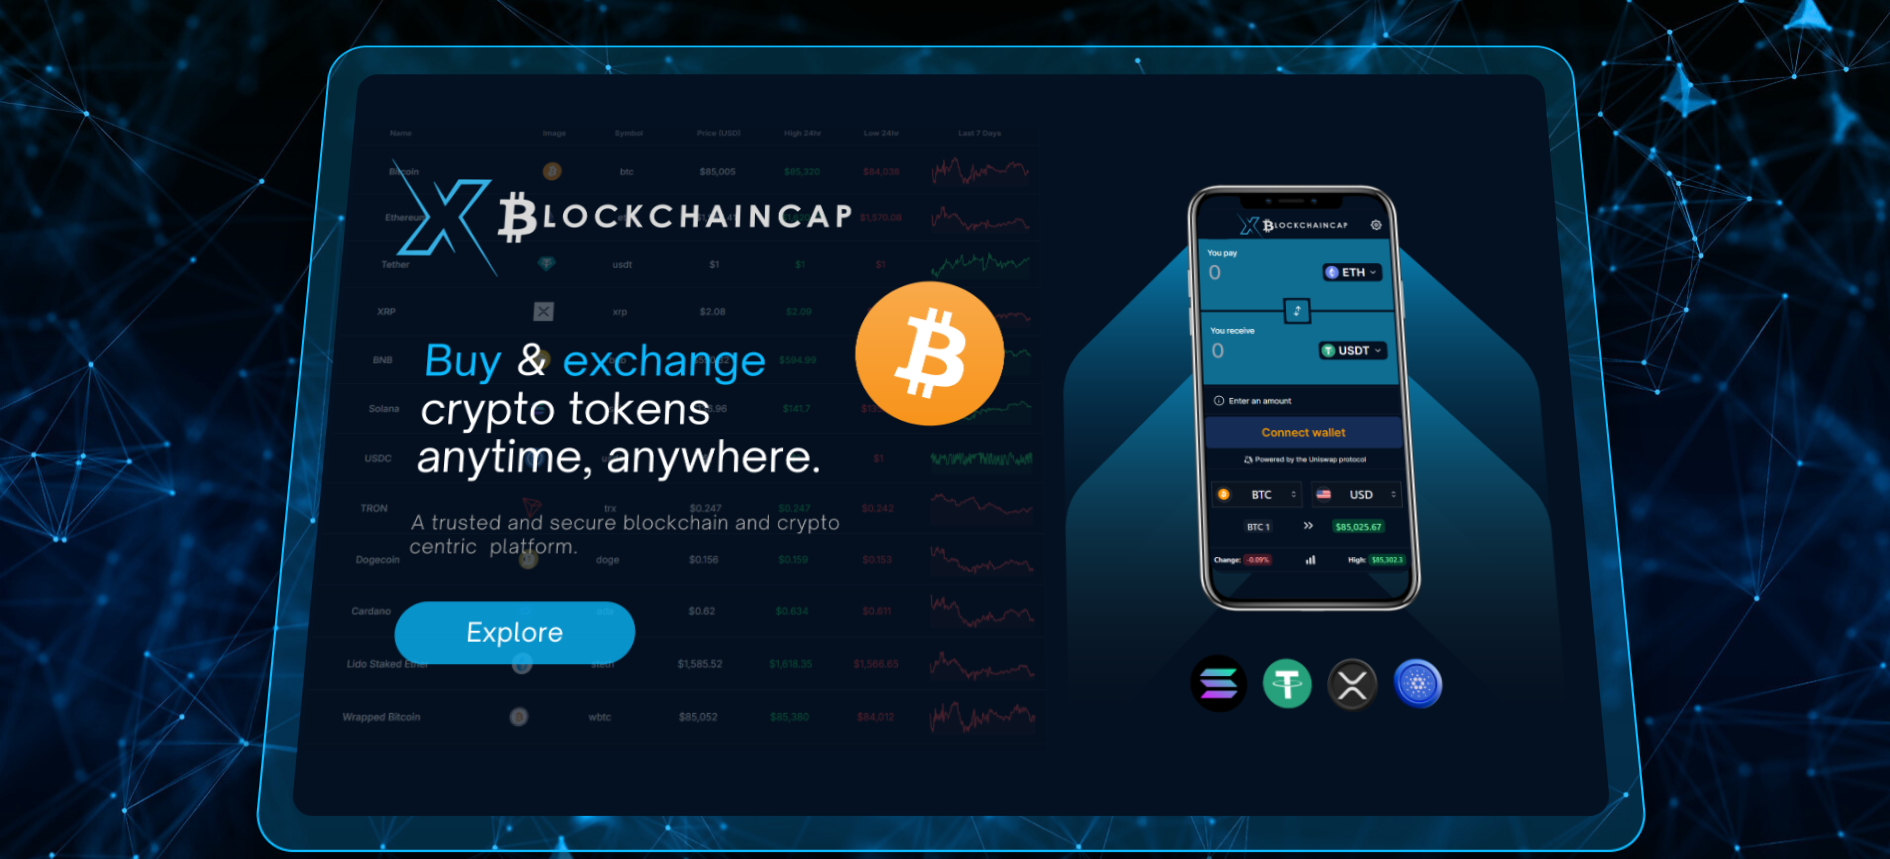 Name Image Symbol Price (USD) High 24hr Low 24hr Last 7 Days
Bitcoin btc $85,005 $85,320 $84,038
Ethereum $1,570.08
X BLOCKCHAINCAP
Tether usdt $1 $1 $1
XRP xrp $2.08 $2.09
BNB $594.99
Buy & exchange
crypto tokens
anytime, anywhere.
Solana $141.7
USDC $1
TRON trx $0.247 $0.247 $0.242
A trusted and secure blockchain and crypto
centric platform.
Dogecoin doge $0.156 $0.159 $0.153
Cardano $0.62 $0.634 $0.611
Explore
Lido Staked Ether steth $1,585.52 $1,618.35 $1,566.65
Wrapped Bitcoin wbtc $85,052 $85,380 $84,012
X BLOCKCHAINCAP
You pay
0 ETH
You receive
0 USDT
Enter an amount
Connect wallet
Powered by the Uniswap protocol
BTC USD
BTC 1 $85,025.67
Change: -0.09% High: $85,302.3